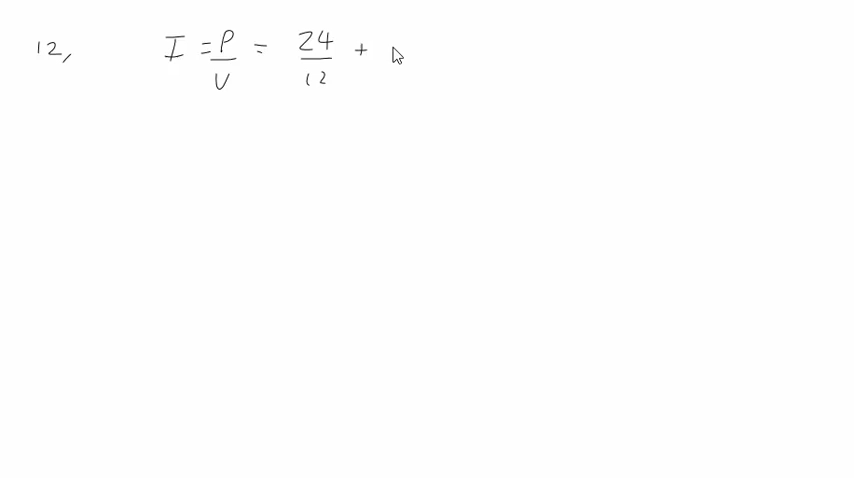 12, I = P/V = 24/12 +